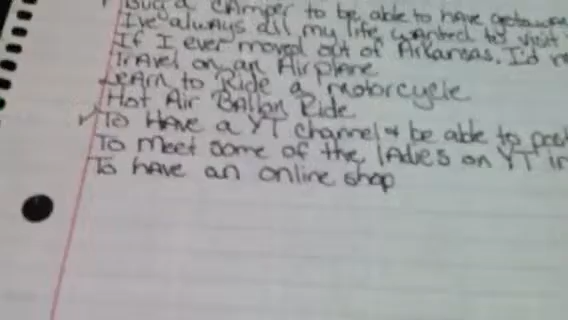 Buy a camper to be able to have getaway
I've always all my life wanted to visit
If I ever moved out of Arkansas, I'd
Travel on an Airplane
Learn to Ride a motorcycle
Hot Air Ballon Ride
✓To Have a YT channel & be able to
To meet some of the ladies on YT in
To have an online shop